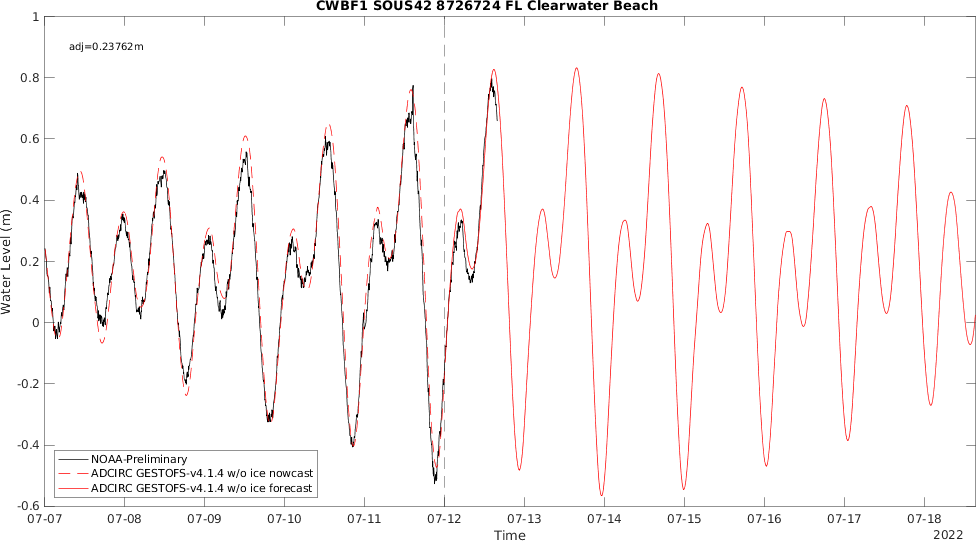 CWBF1 SOUS42 8726724 FL Clearwater Beach
1
adj=0.23762m
0.8
0.6
0.4
0.2
0
-0.2
-0.4
-0.6
Water Level (m)
NOAA-Preliminary
ADCIRC GESTOFS-v4.1.4 w/o ice nowcast
ADCIRC GESTOFS-v4.1.4 w/o ice forecast
07-07 07-08 07-09 07-10 07-11 07-12 07-13 07-14 07-15 07-16 07-17 07-18
Time
2022